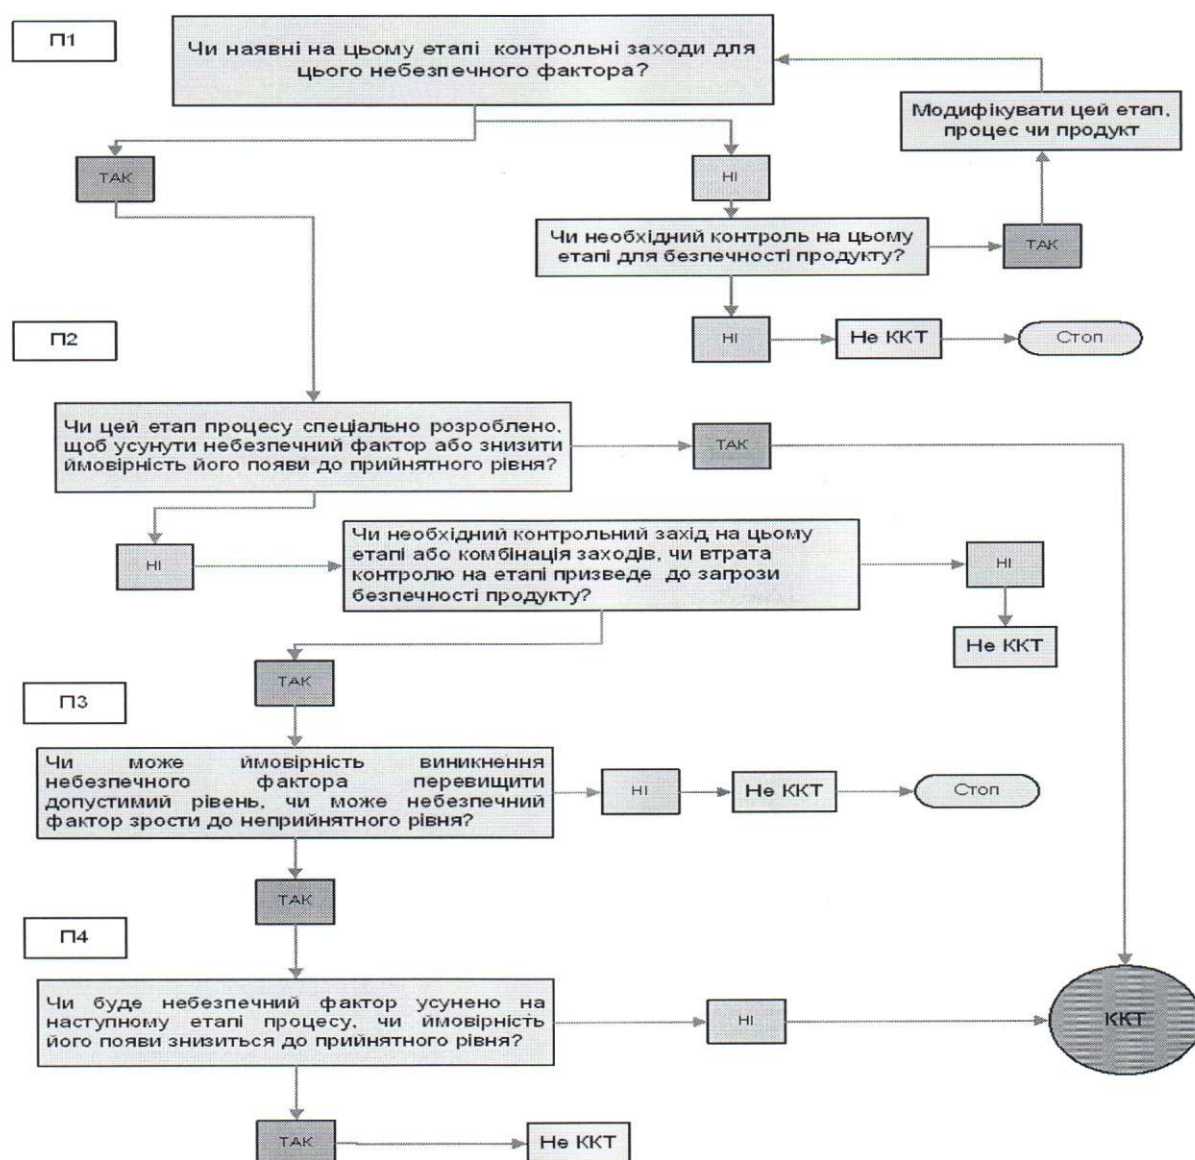 П1
Чи наявні на цьому етапі контрольні заходи для
цього небезпечного фактора?
Модифікувати цей етап,
процес чи продукт
ТАК
НІ
Чи необхідний контроль на цьому
етапі для безпечності продукту?
ТАК
НІ
Не ККТ
Стоп
П2
Чи цей етап процесу спеціально розроблено,
щоб усунути небезпечний фактор або знизити
ймовірність його появи до прийнятного рівня?
ТАК
НІ
Чи необхідний контрольний захід на цьому
етапі або комбінація заходів, чи втрата
контролю на етапі призведе до загрози
безпечності продукту?
НІ
Не ККТ
ТАК
П3
Чи може ймовірність виникнення
небезпечного фактора перевищити
допустимий рівень, чи може небезпечний
фактор зрости до неприйнятного рівня?
НІ
Не ККТ
Стоп
ТАК
П4
Чи буде небезпечний фактор усунено на
наступному етапі процесу, чи ймовірність
його появи знизиться до прийнятного рівня?
НІ
ККТ
ТАК
Не ККТ